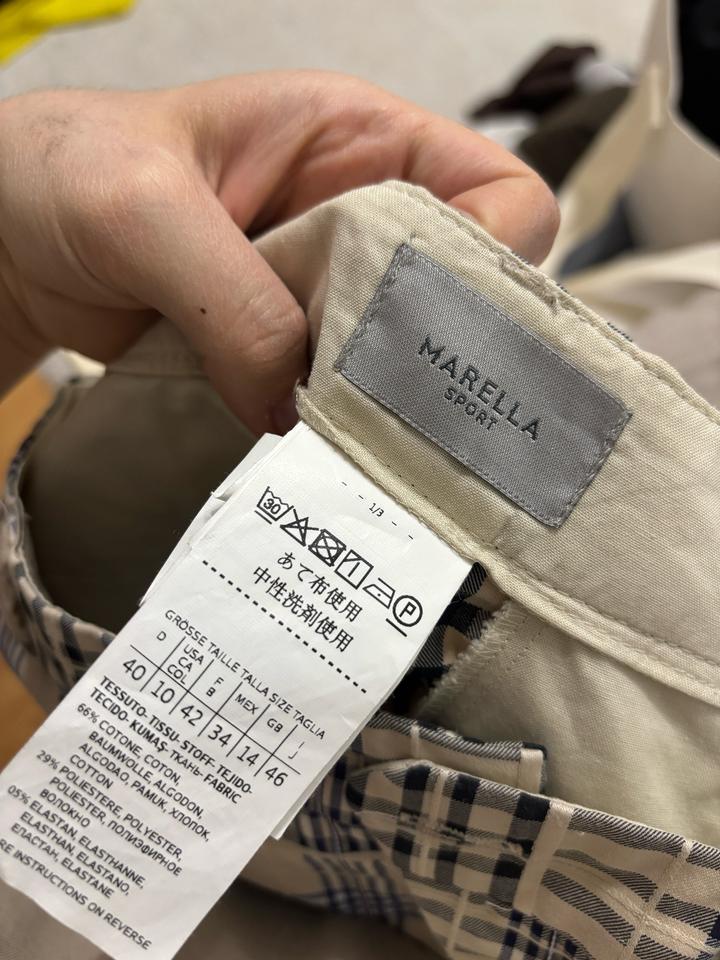 MARELLA
SPORT
- - 1/3 - -
30 P
あて布使用
中性洗剤使用
GRÖSSE TAILLE TALLA SIZE TAGLIA
D USA CA COL F B MEX GB I J
40 10 42 34 14 46
TESSUTO-TISSU-STOFF-TEJIDO-
TECIDO-KUMAŞ-ТКАНЬ-FABRIC
66% COTONE, COTON,
BAUMWOLLE, ALGODON,
ALGODAO, PAMUK, ХЛОПОК,
COTTON
29% POLIESTERE, POLYESTER,
POLIESTER, ПОЛИЭФИРНОЕ
ВОЛОКНО
05% ELASTAN, ELASTHANNE,
ELASTHAN, ELASTANO,
ЕЛАСТАН, ELASTANE
RE INSTRUCTIONS ON REVERSE